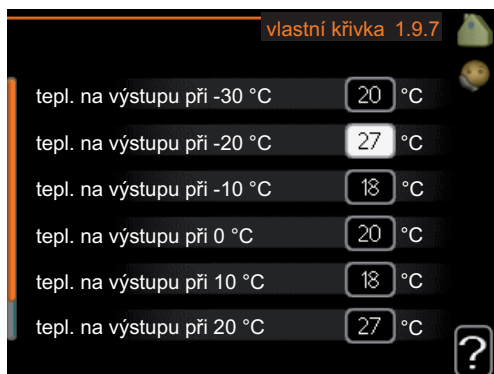 vlastní křivka 1.9.7
tepl. na výstupu při -30 °C 20 °C
tepl. na výstupu při -20 °C 27 °C
tepl. na výstupu při -10 °C 18 °C
tepl. na výstupu při 0 °C 20 °C
tepl. na výstupu při 10 °C 18 °C
tepl. na výstupu při 20 °C 27 °C
?